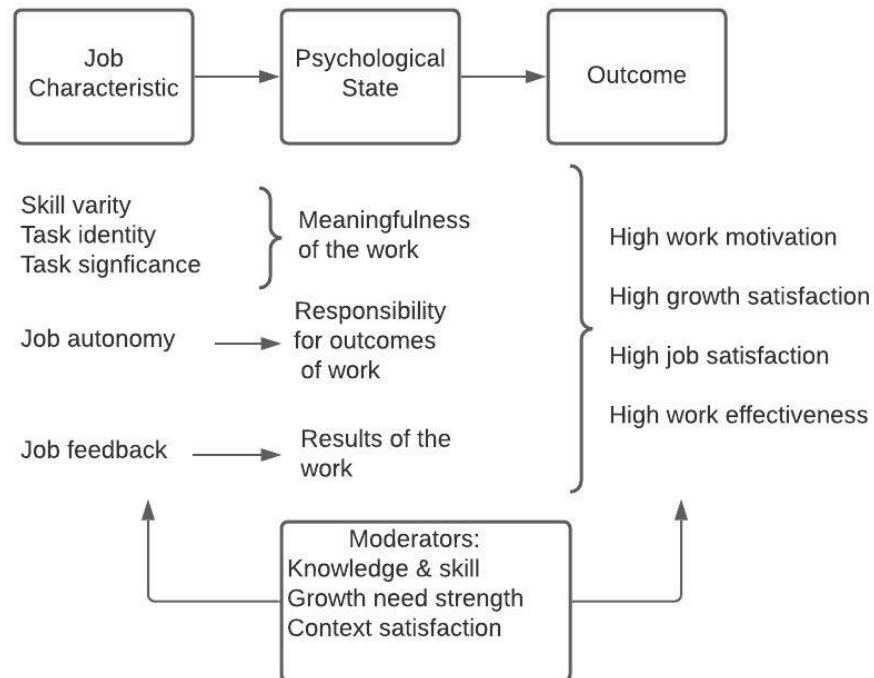 Job
Characteristic
Psychological
State
Outcome
Skill varity
Task identity
Task signficance
Meaningfulness
of the work
Job autonomy
Responsibility
for outcomes
of work
Job feedback
Results of the
work
High work motivation
High growth satisfaction
High job satisfaction
High work effectiveness
Moderators:
Knowledge & skill
Growth need strength
Context satisfaction